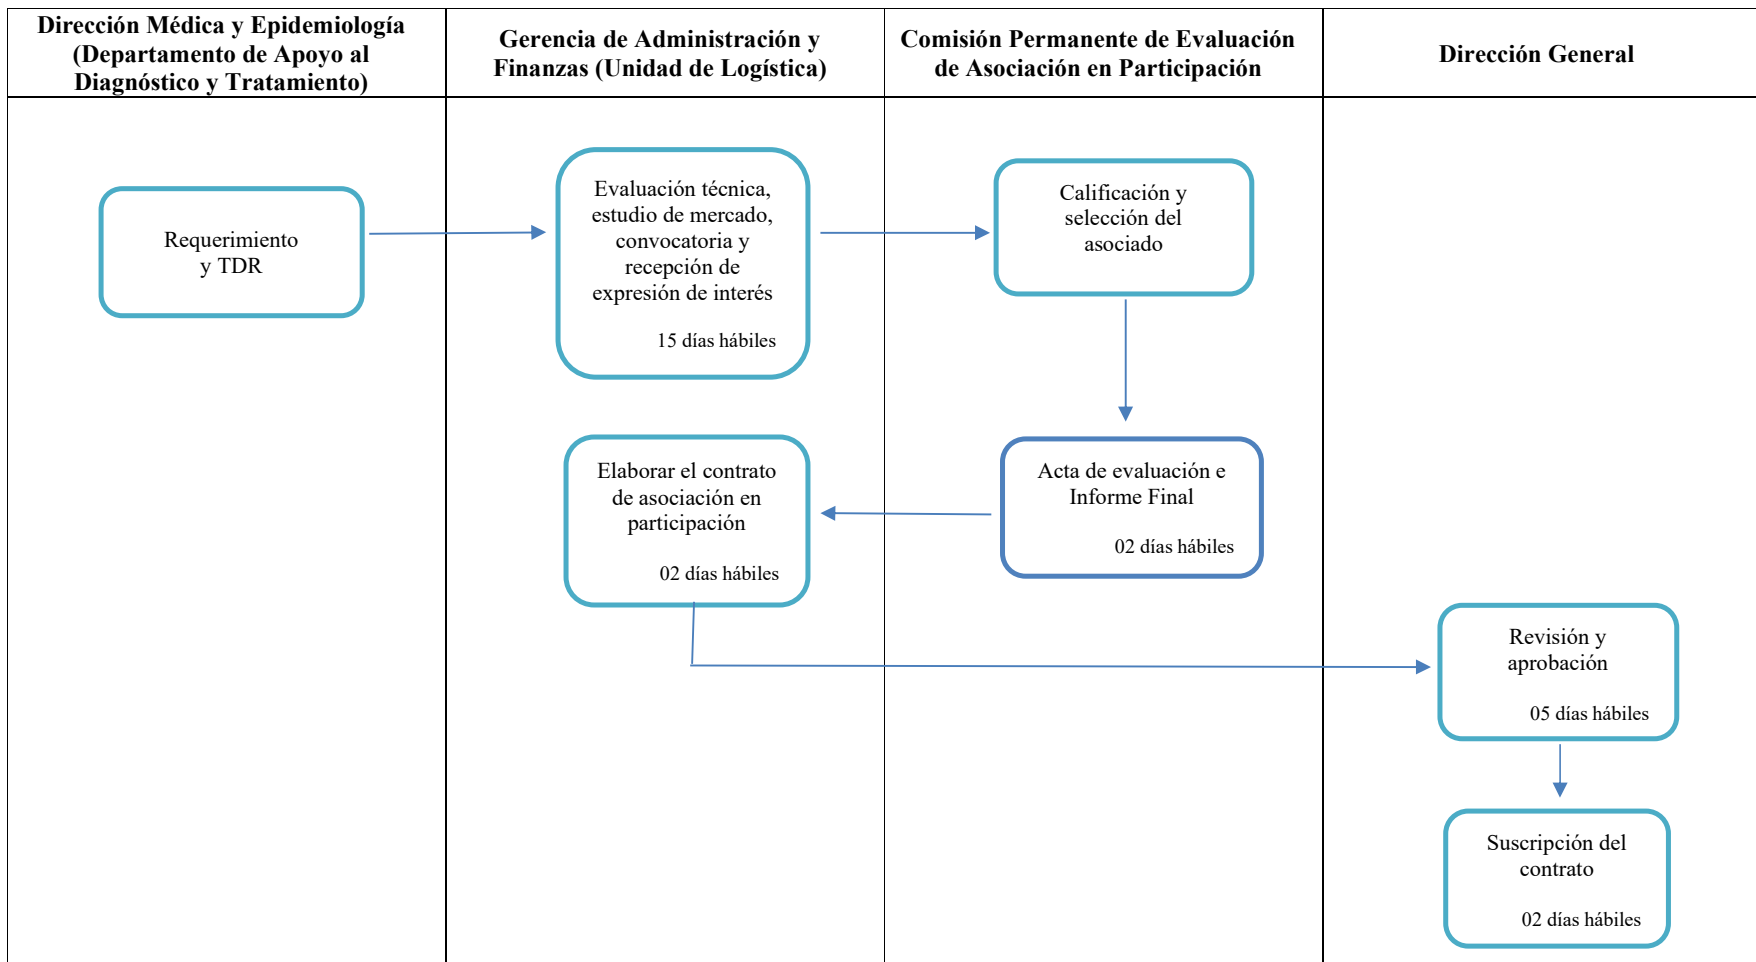 Dirección Médica y Epidemiología
(Departamento de Apoyo al
Diagnóstico y Tratamiento)
Gerencia de Administración y
Finanzas (Unidad de Logística)
Comisión Permanente de Evaluación
de Asociación en Participación
Dirección General
Requerimiento
y TDR
Evaluación técnica,
estudio de mercado,
convocatoria y
recepción de
expresión de interés
15 días hábiles
Calificación y
selección del
asociado
Acta de evaluación e
Informe Final
02 días hábiles
Elaborar el contrato
de asociación en
participación
02 días hábiles
Revisión y
aprobación
05 días hábiles
Suscripción del
contrato
02 días hábiles